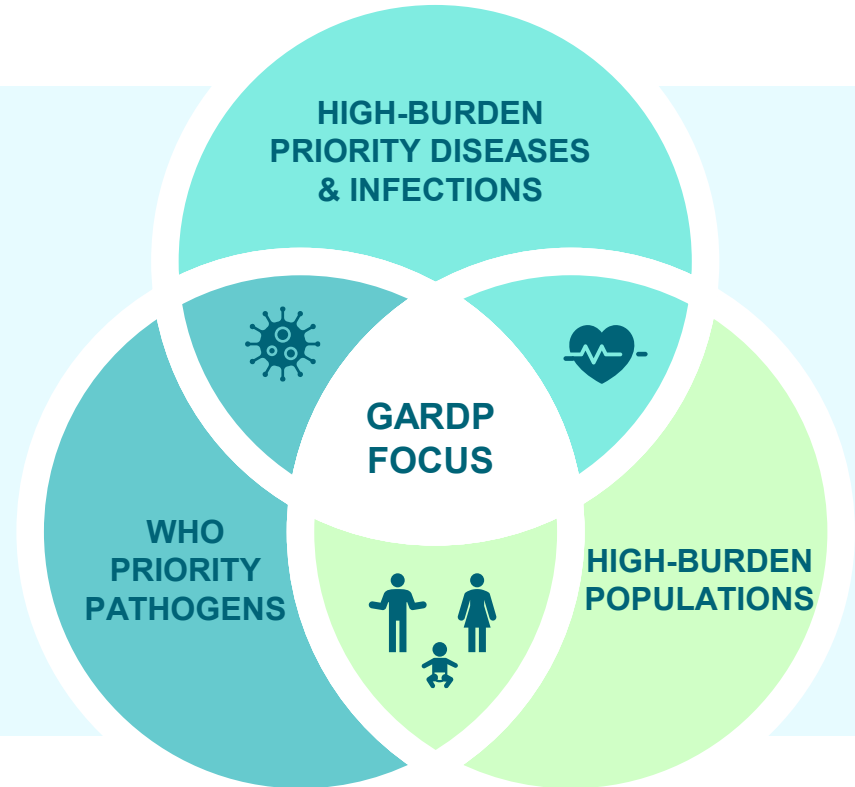 HIGH-BURDEN
PRIORITY DISEASES
& INFECTIONS
GARDP
FOCUS
WHO
PRIORITY
PATHOGENS
HIGH-BURDEN
POPULATIONS